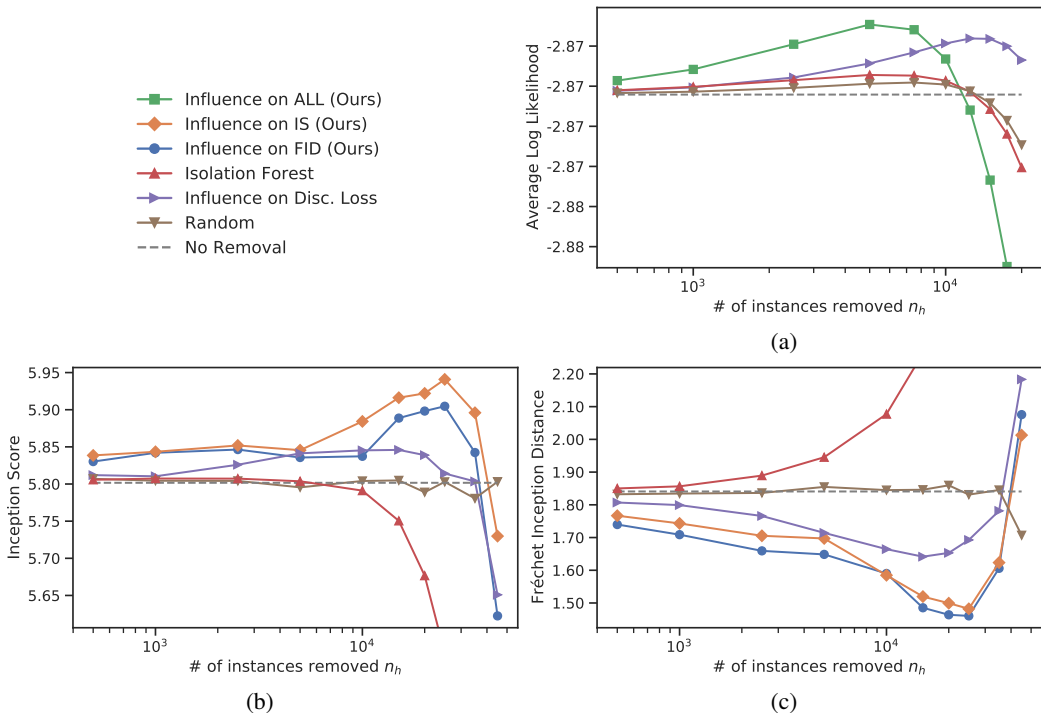 Influence on ALL (Ours)
Influence on IS (Ours)
Influence on FID (Ours)
Isolation Forest
Influence on Disc. Loss
Random
No Removal
Average Log Likelihood
-2.87
-2.87
-2.87
-2.87
-2.88
-2.88
10³
10⁴
# of instances removed nₕ
(a)
Inception Score
5.95
5.90
5.85
5.80
5.75
5.70
5.65
10³
10⁴
# of instances removed nₕ
(b)
Fréchet Inception Distance
2.20
2.10
2.00
1.90
1.80
1.70
1.60
1.50
10³
10⁴
# of instances removed nₕ
(c)